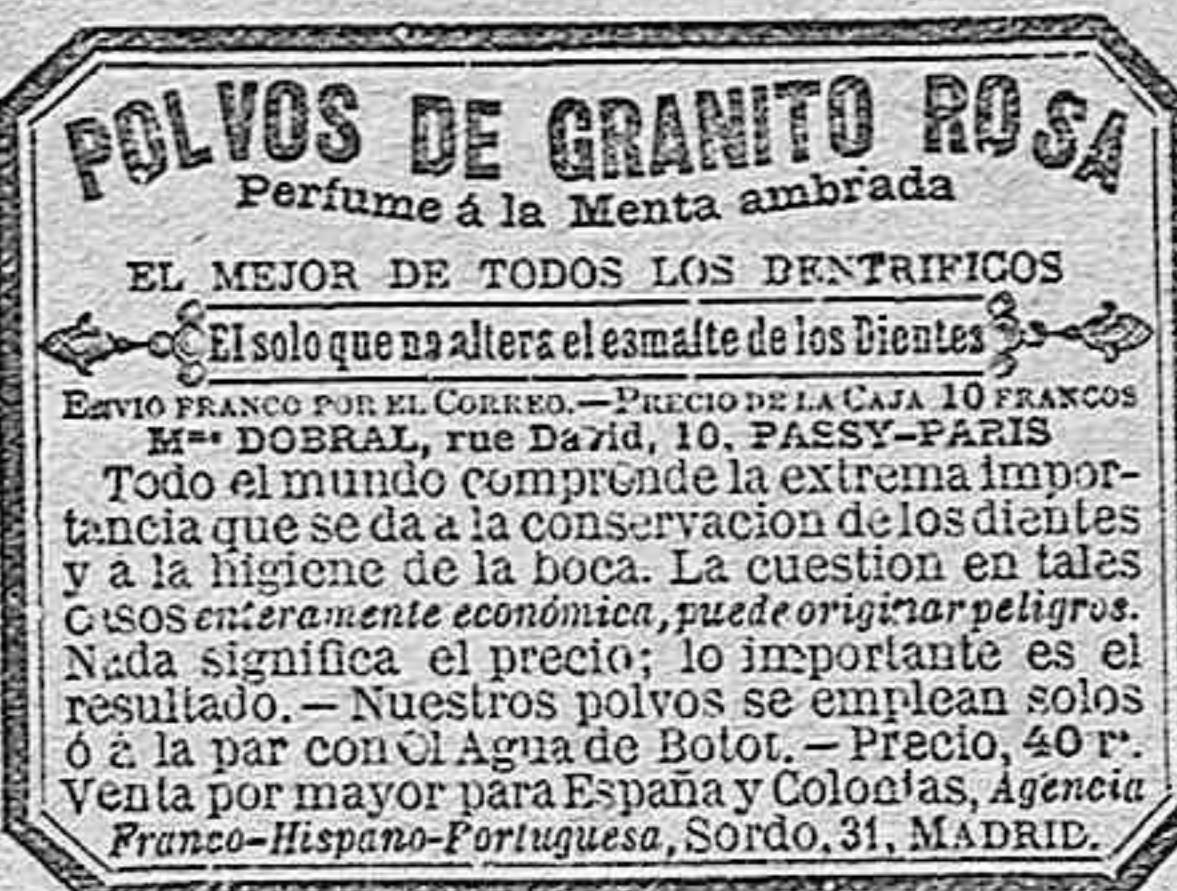 POLVOS DE GRANITO ROSA
Perfume á la Menta ambrada
EL MEJOR DE TODOS LOS DENTRIFICOS
El solo que no altera el esmalte de los Dientes
ENVIO FRANCO POR EL CORREO.—PRECIO DE LA CAJA 10 FRANCOS
Mme DOBRAL, rue David, 10, PASSY-PARIS
Todo el mundo comprende la extrema impor-
tancia que se da a la conservacion de los dientes
y a la higiene de la boca. La cuestion en tales
casos enteramente económica, puede originar peligros.
Nada significa el precio; lo importante es el
resultado.—Nuestros polvos se emplean solos
ó à la par con el Agua de Botot.—Precio, 40 r⁠s.
Venta por mayor para España y Colonias, Agencia
Franco-Hispano-Portuguesa, Sordo, 31, MADRID.